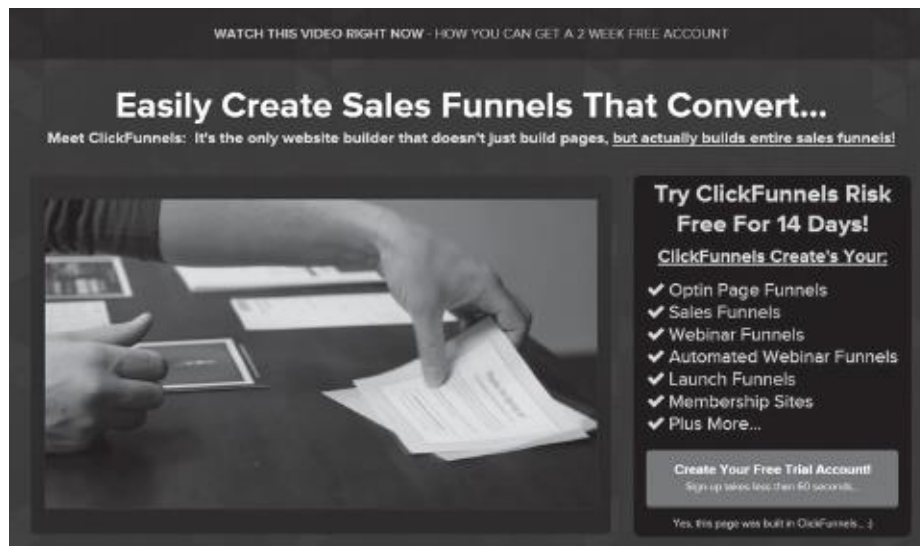 WATCH THIS VIDEO RIGHT NOW - HOW YOU CAN GET A 2 WEEK FREE ACCOUNT
Easily Create Sales Funnels That Convert...
Meet ClickFunnels: It's the only website builder that doesn't just build pages, but actually builds entire sales funnels!
Try ClickFunnels Risk
Free For 14 Days!
ClickFunnels Create's Your:
✔ Optin Page Funnels
✔ Sales Funnels
✔ Webinar Funnels
✔ Automated Webinar Funnels
✔ Launch Funnels
✔ Membership Sites
✔ Plus More...
Create Your Free Trial Account!
Sign up takes less then 60 seconds...
Yes, this page was built in ClickFunnels... :)